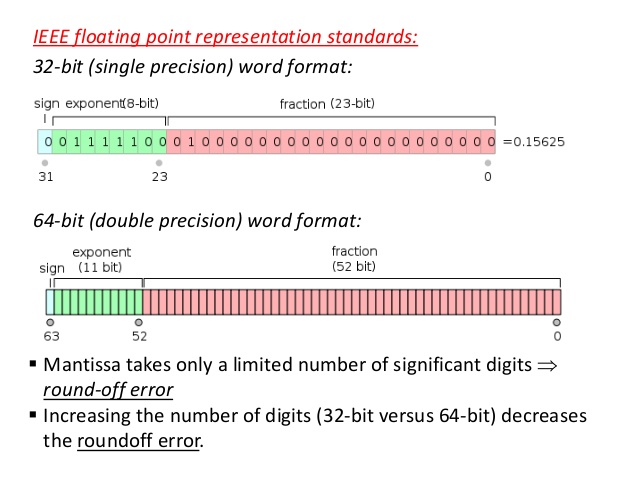 IEEE floating point representation standards:
32-bit (single precision) word format:
sign exponent(8-bit) fraction (23-bit)
0 0 1 1 1 1 1 0 0 0 1 0 0 0 0 0 0 0 0 0 0 0 0 0 0 0 0 0 0 0 0 0 =0.15625
31 23 0
64-bit (double precision) word format:
exponent fraction
sign (11 bit) (52 bit)
63 52 0
▪ Mantissa takes only a limited number of significant digits ⇒
round-off error
▪ Increasing the number of digits (32-bit versus 64-bit) decreases
the roundoff error.